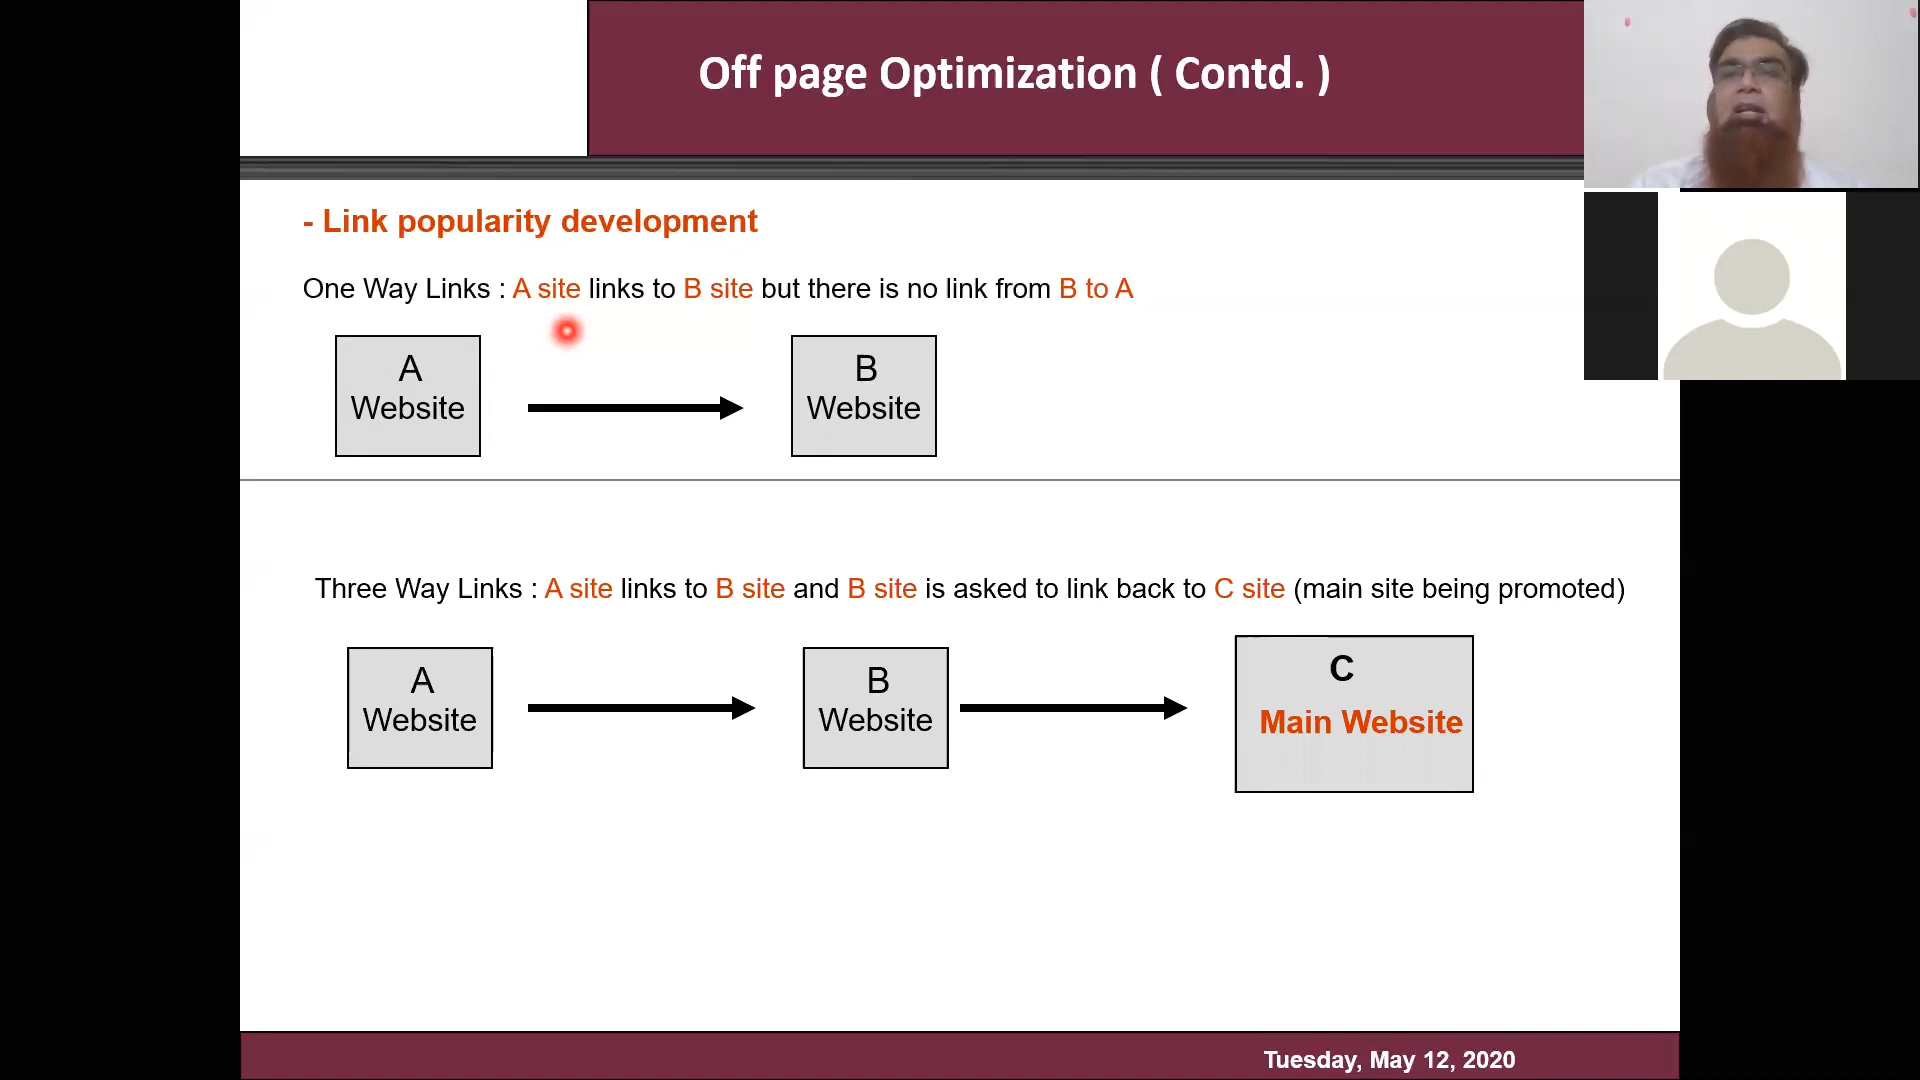 Off page Optimization ( Contd. )
- Link popularity development
One Way Links : A site links to B site but there is no link from B to A
A
Website
B
Website
Three Way Links : A site links to B site and B site is asked to link back to C site (main site being promoted)
A
Website
B
Website
C
Main Website
Tuesday, May 12, 2020